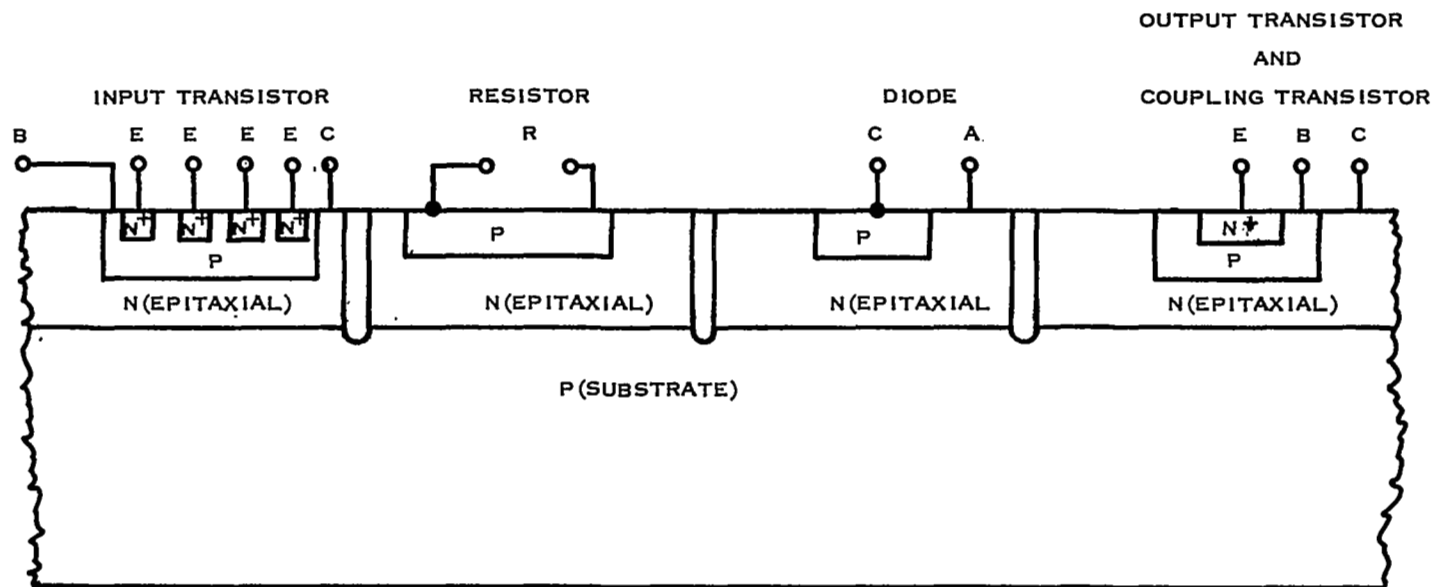 OUTPUT TRANSISTOR
AND
COUPLING TRANSISTOR
INPUT TRANSISTOR
RESISTOR
DIODE
B E E E E C
R
C A
E B C
N+ N+ N+ N+
P
N(EPITAXIAL)
P
N(EPITAXIAL)
P
N(EPITAXIAL
N+
P
N(EPITAXIAL)
P(SUBSTRATE)